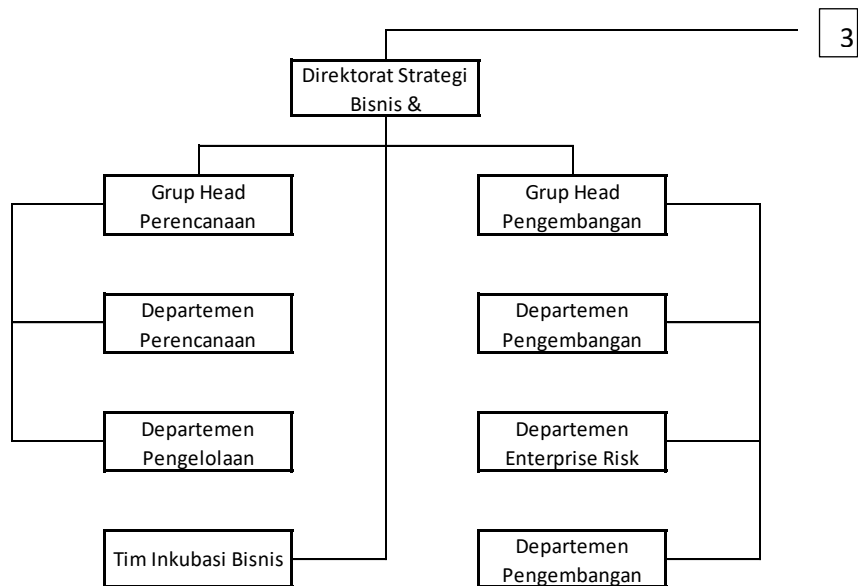 3
Direktorat Strategi
Bisnis &
Grup Head
Perencanaan
Grup Head
Pengembangan
Departemen
Perencanaan
Departemen
Pengembangan
Departemen
Pengelolaan
Departemen
Enterprise Risk
Tim Inkubasi Bisnis
Departemen
Pengembangan